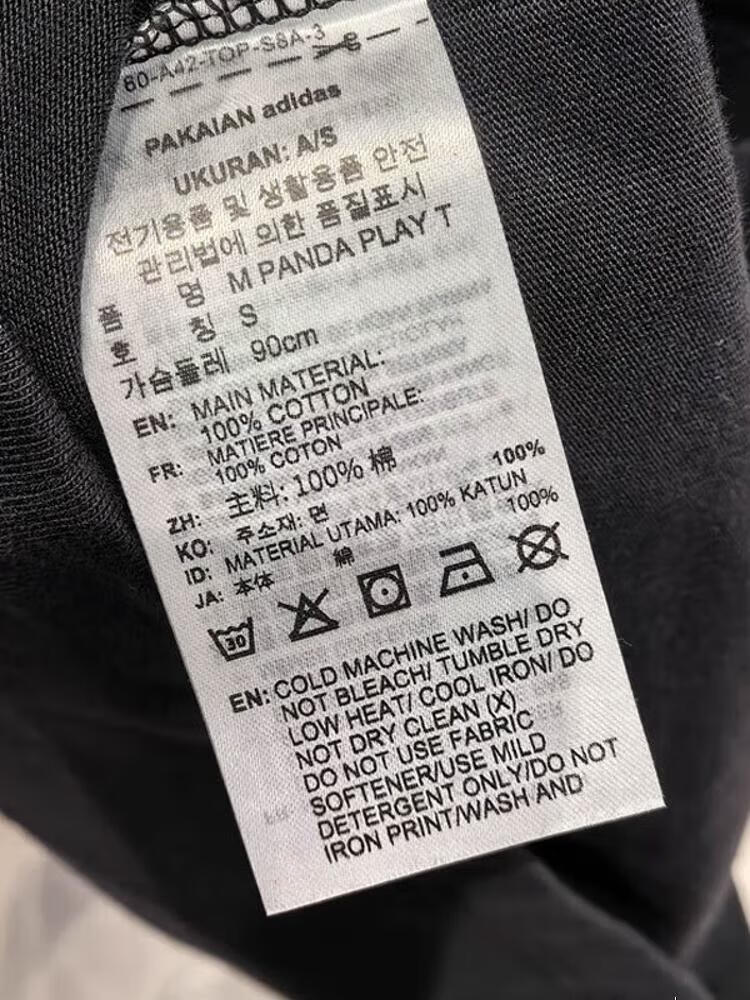 60-A42-TOP-S8A-3
PAKAIAN adidas
UKURAN: A/S
전기용품 및 생활용품 안전
관리법에 의한 품질표시
품 명 M PANDA PLAY T
호 칭 S
가슴둘레 90cm
EN: MAIN MATERIAL:
100% COTTON
FR: MATIERE PRINCIPALE:
100% COTON
ZH: 主料: 100% 棉
KO: 주소재: 면 100%
ID: MATERIAL UTAMA: 100% KATUN
JA: 本体 綿 100%
30
EN: COLD MACHINE WASH/ DO
NOT BLEACH/ TUMBLE DRY
LOW HEAT/ COOL IRON/ DO
NOT DRY CLEAN (X)
DO NOT USE FABRIC
SOFTENER/USE MILD
DETERGENT ONLY/DO NOT
IRON PRINT/WASH AND